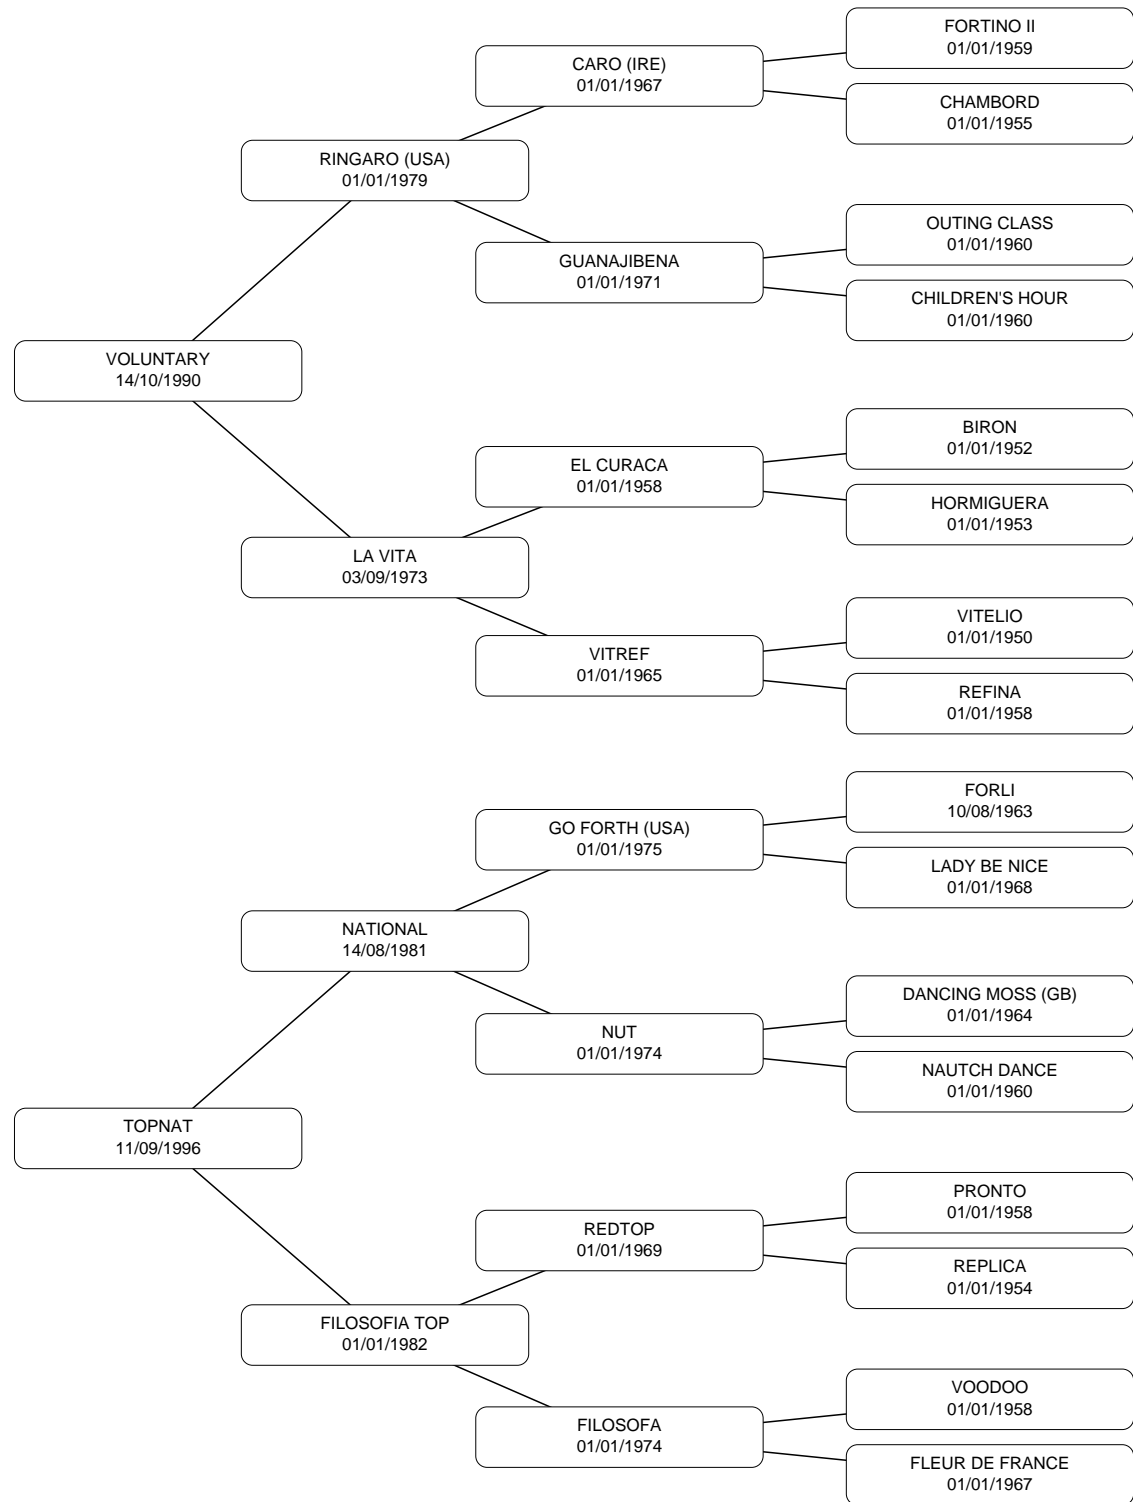 FORTINO II
01/01/1959
CARO (IRE)
01/01/1967
CHAMBORD
01/01/1955
RINGARO (USA)
01/01/1979
OUTING CLASS
01/01/1960
GUANAJIBENA
01/01/1971
CHILDREN'S HOUR
01/01/1960
VOLUNTARY
14/10/1990
BIRON
01/01/1952
EL CURACA
01/01/1958
HORMIGUERA
01/01/1953
LA VITA
03/09/1973
VITELIO
01/01/1950
VITREF
01/01/1965
REFINA
01/01/1958
FORLI
10/08/1963
GO FORTH (USA)
01/01/1975
LADY BE NICE
01/01/1968
NATIONAL
14/08/1981
DANCING MOSS (GB)
01/01/1964
NUT
01/01/1974
NAUTCH DANCE
01/01/1960
TOPNAT
11/09/1996
PRONTO
01/01/1958
REDTOP
01/01/1969
REPLICA
01/01/1954
FILOSOFIA TOP
01/01/1982
VOODOO
01/01/1958
FILOSOFA
01/01/1974
FLEUR DE FRANCE
01/01/1967